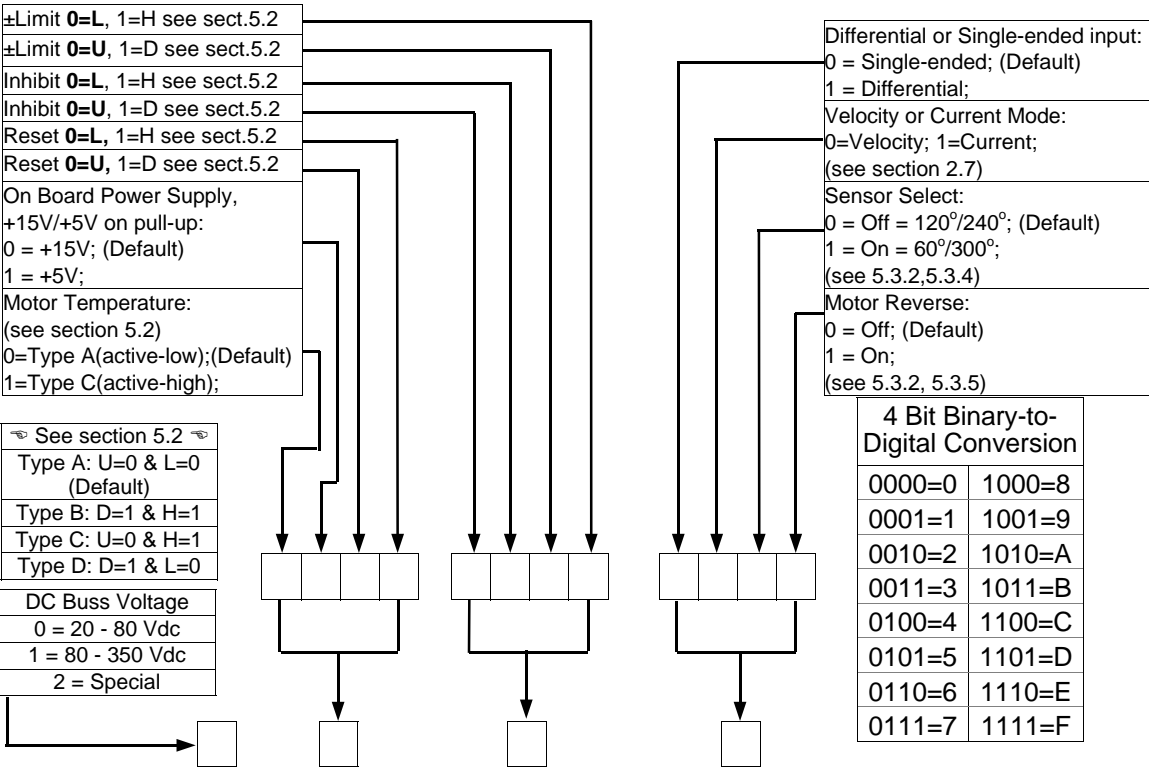 ±Limit 0=L, 1=H see sect.5.2
±Limit 0=U, 1=D see sect.5.2
Inhibit 0=L, 1=H see sect.5.2
Inhibit 0=U, 1=D see sect.5.2
Reset 0=L, 1=H see sect.5.2
Reset 0=U, 1=D see sect.5.2
On Board Power Supply,
+15V/+5V on pull-up:
0 = +15V; (Default)
1 = +5V;
Motor Temperature:
(see section 5.2)
0=Type A(active-low);(Default)
1=Type C(active-high);
☜ See section 5.2 ☜
Type A: U=0 & L=0
(Default)
Type B: D=1 & H=1
Type C: U=0 & H=1
Type D: D=1 & L=0
DC Buss Voltage
0 = 20 - 80 Vdc
1 = 80 - 350 Vdc
2 = Special
Differential or Single-ended input:
0 = Single-ended; (Default)
1 = Differential;
Velocity or Current Mode:
0=Velocity; 1=Current;
(see section 2.7)
Sensor Select:
0 = Off = 120°/240°; (Default)
1 = On = 60°/300°;
(see 5.3.2,5.3.4)
Motor Reverse:
0 = Off; (Default)
1 = On;
(see 5.3.2, 5.3.5)
4 Bit Binary-to-
Digital Conversion
0000=0 1000=8
0001=1 1001=9
0010=2 1010=A
0011=3 1011=B
0100=4 1100=C
0101=5 1101=D
0110=6 1110=E
0111=7 1111=F